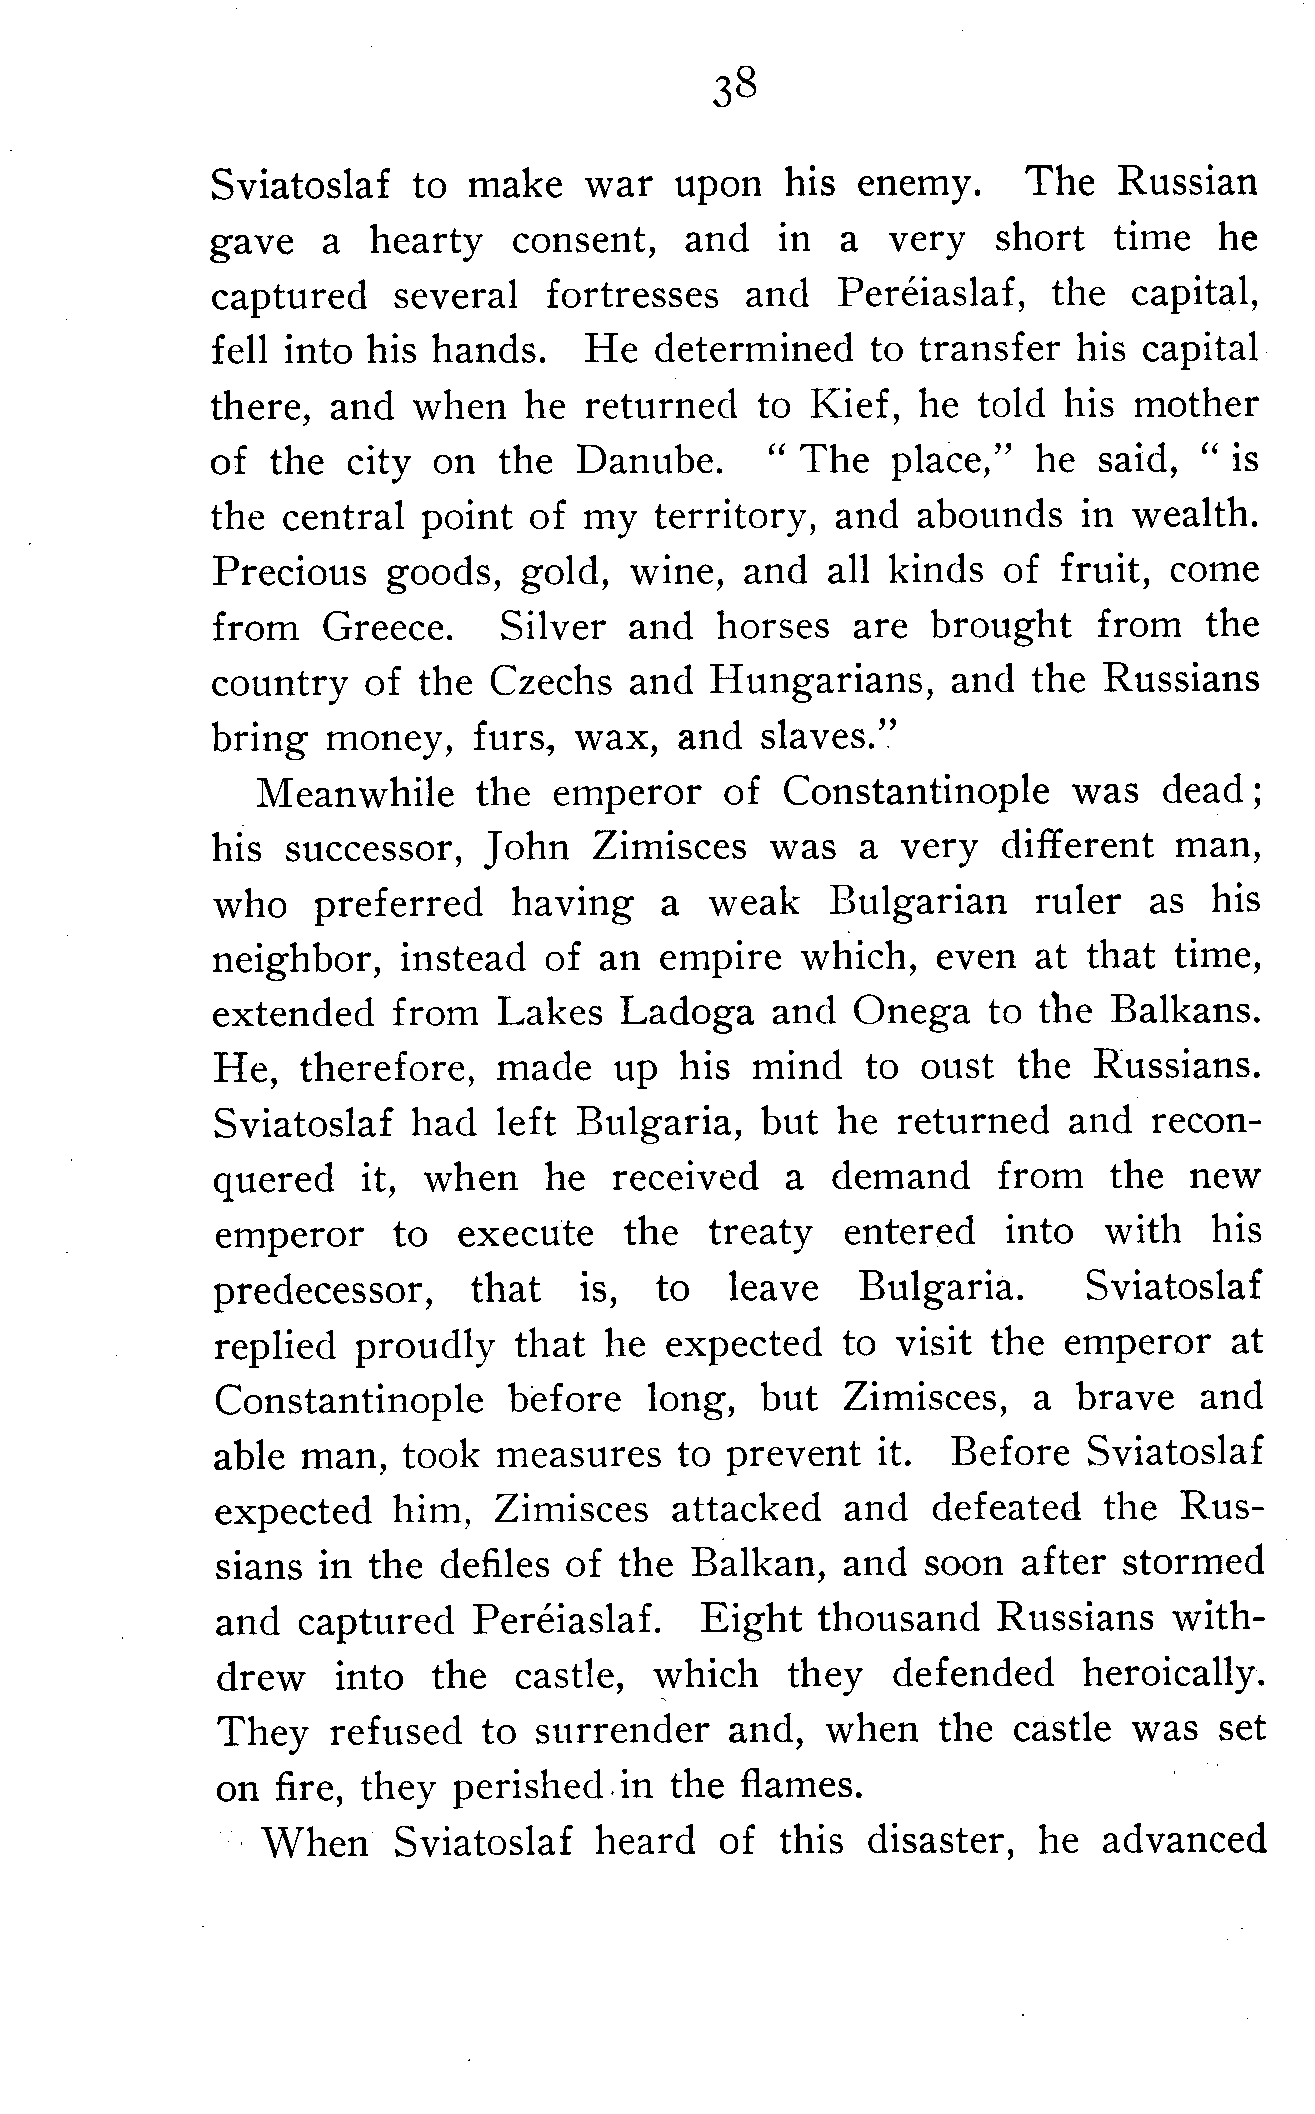 38
Sviatoslaf to make war upon his enemy. The Russian
gave a hearty consent, and in a very short time he
captured several fortresses and Peréiaslaf, the capital,
fell into his hands. He determined to transfer his capital
there, and when he returned to Kief, he told his mother
of the city on the Danube. “ The place,” he said, “ is
the central point of my territory, and abounds in wealth.
Precious goods, gold, wine, and all kinds of fruit, come
from Greece. Silver and horses are brought from the
country of the Czechs and Hungarians, and the Russians
bring money, furs, wax, and slaves.”
Meanwhile the emperor of Constantinople was dead;
his successor, John Zimisces was a very different man,
who preferred having a weak Bulgarian ruler as his
neighbor, instead of an empire which, even at that time,
extended from Lakes Ladoga and Onega to the Balkans.
He, therefore, made up his mind to oust the Russians.
Sviatoslaf had left Bulgaria, but he returned and recon-
quered it, when he received a demand from the new
emperor to execute the treaty entered into with his
predecessor, that is, to leave Bulgaria. Sviatoslaf
replied proudly that he expected to visit the emperor at
Constantinople before long, but Zimisces, a brave and
able man, took measures to prevent it. Before Sviatoslaf
expected him, Zimisces attacked and defeated the Rus-
sians in the defiles of the Balkan, and soon after stormed
and captured Peréiaslaf. Eight thousand Russians with-
drew into the castle, which they defended heroically.
They refused to surrender and, when the castle was set
on fire, they perished in the flames.
When Sviatoslaf heard of this disaster, he advanced